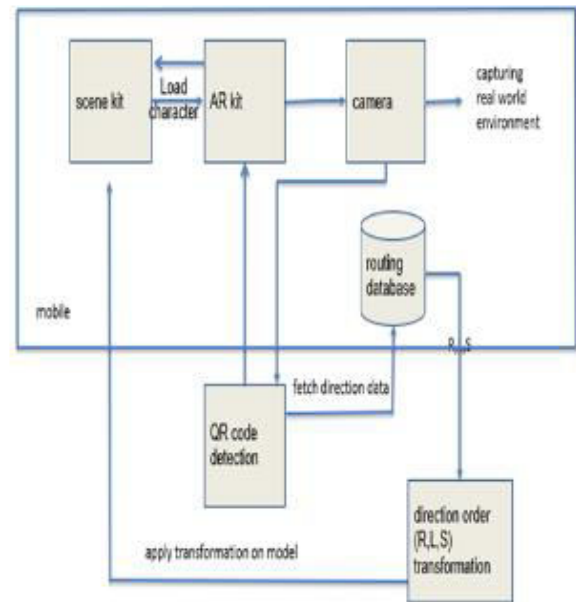 scene kit
Load
character
AR kit
camera
capturing
real world
environment
routing
database
mobile
fetch direction data
QR code
detection
direction order
(R,L,S)
transformation
apply transformation on model